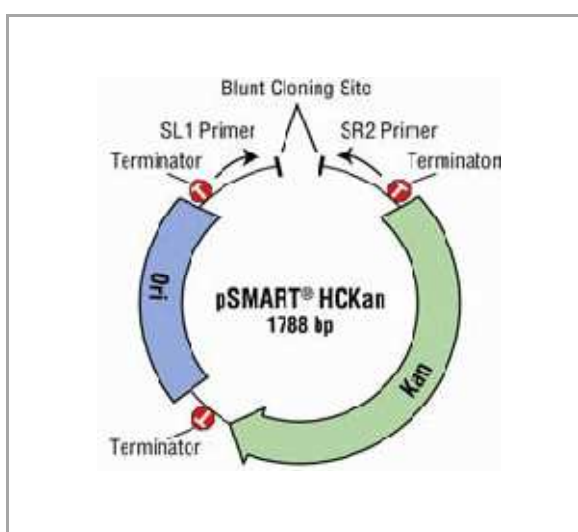 Blunt Cloning Site
SL1 Primer
SR2 Primer
Terminator
Terminator
T
T
Ori
pSMART® HCKan
1788 bp
Kan
T
Terminator